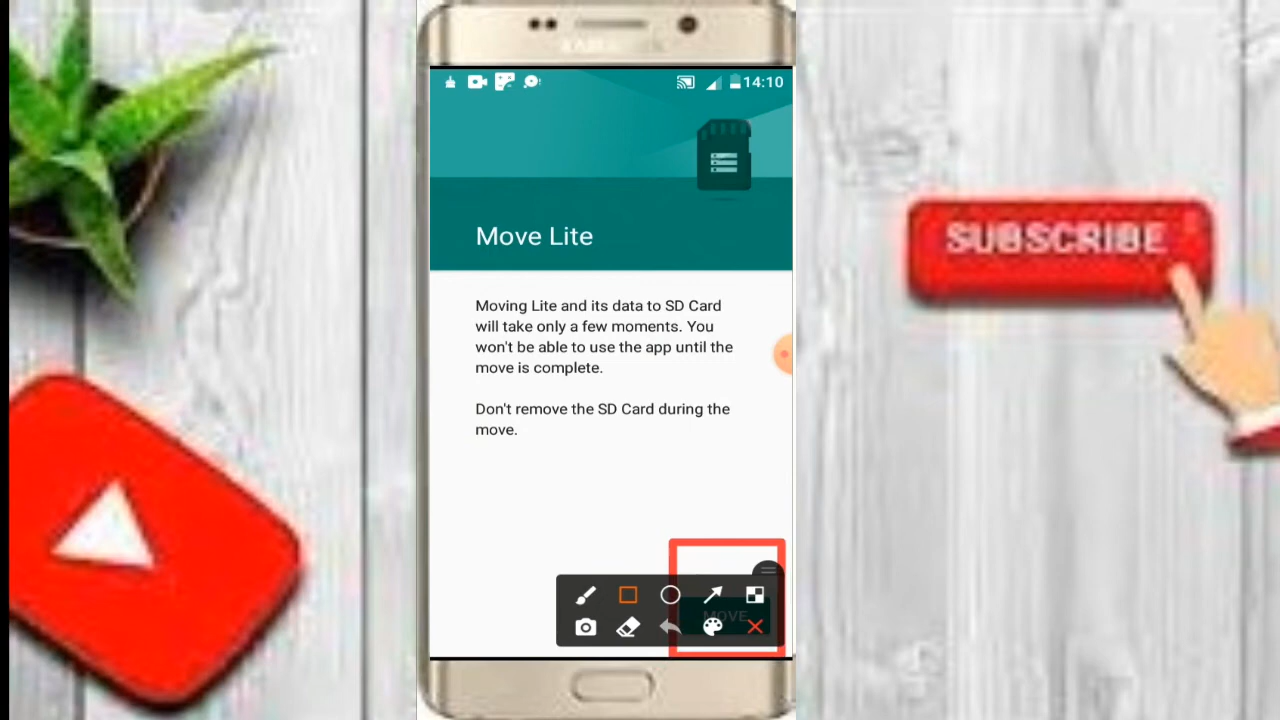 14:10
SUBSCRIBE
Move Lite
Moving Lite and its data to SD Card
will take only a few moments. You
won't be able to use the app until the
move is complete.
Don't remove the SD Card during the
move.
MOVE